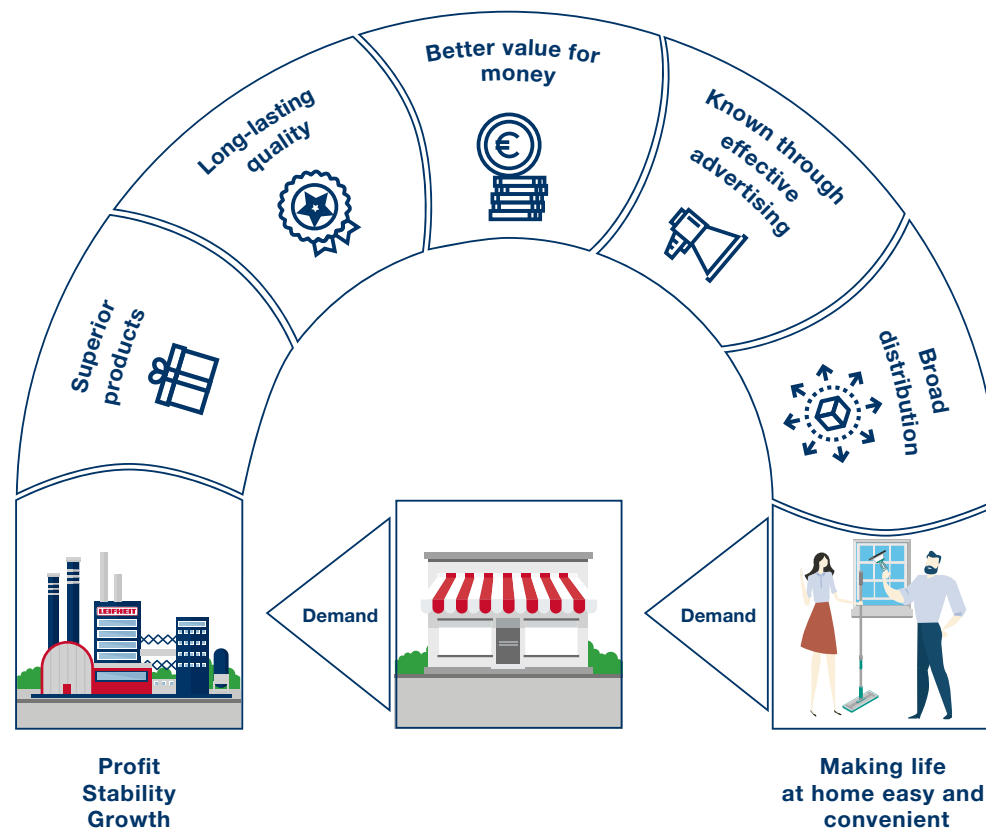 Superior
products
Long-lasting
quality
Better value for
money
€
Known through
effective
advertising
Broad
distribution
LEIFHEIT
Demand
Demand
Profit
Stability
Growth
Making life
at home easy and
convenient